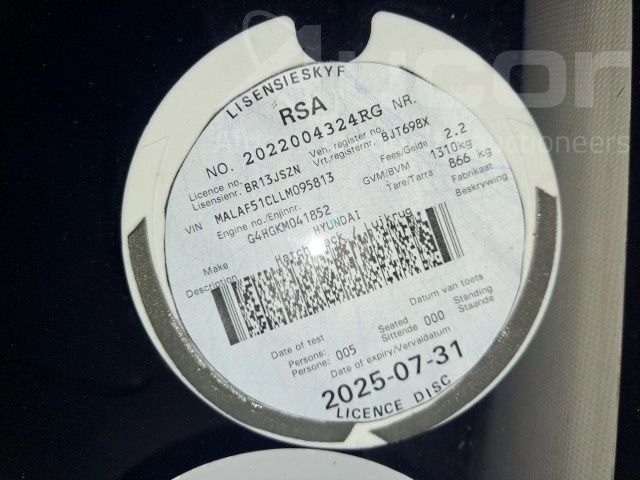 Aucor
Auctioneers
LISENSIESKYF
RSA
NO. 2022004324RG NR.
Licence no. Veh. register no.
Lisensienr. BR13JSZN Vrt.registernr. BJT698X
VIN MALAF51CLLM095813 Fees/Gelde 2.2
Engine no./Enjinnr. GVM/BVM 1310kg
G4HGKM041852 Tare/Tarra 866 kg
Make HYUNDAI Fabrikaat
Description Hatch back / Luikrug Beskrywing
Date of test Datum van toets
Persons: 005 Seated 000 Standing
Persone: Sittende Staande
Date of expiry/Vervaldatum
2025-07-31
LICENCE DISC